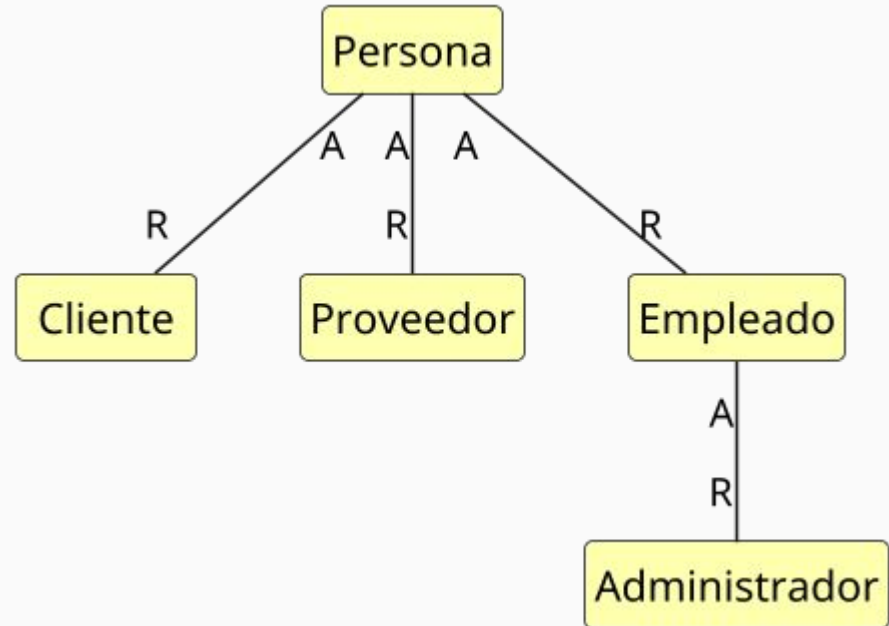 Persona
A A A
R R R
Cliente Proveedor Empleado
A
R
Administrador